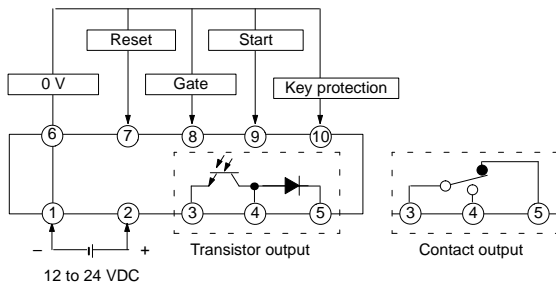 Reset
Start
0 V
Gate
Key protection
6 7 8 9 10
1 2 3 4 5
3 4 5
– +
Transistor output
Contact output
12 to 24 VDC